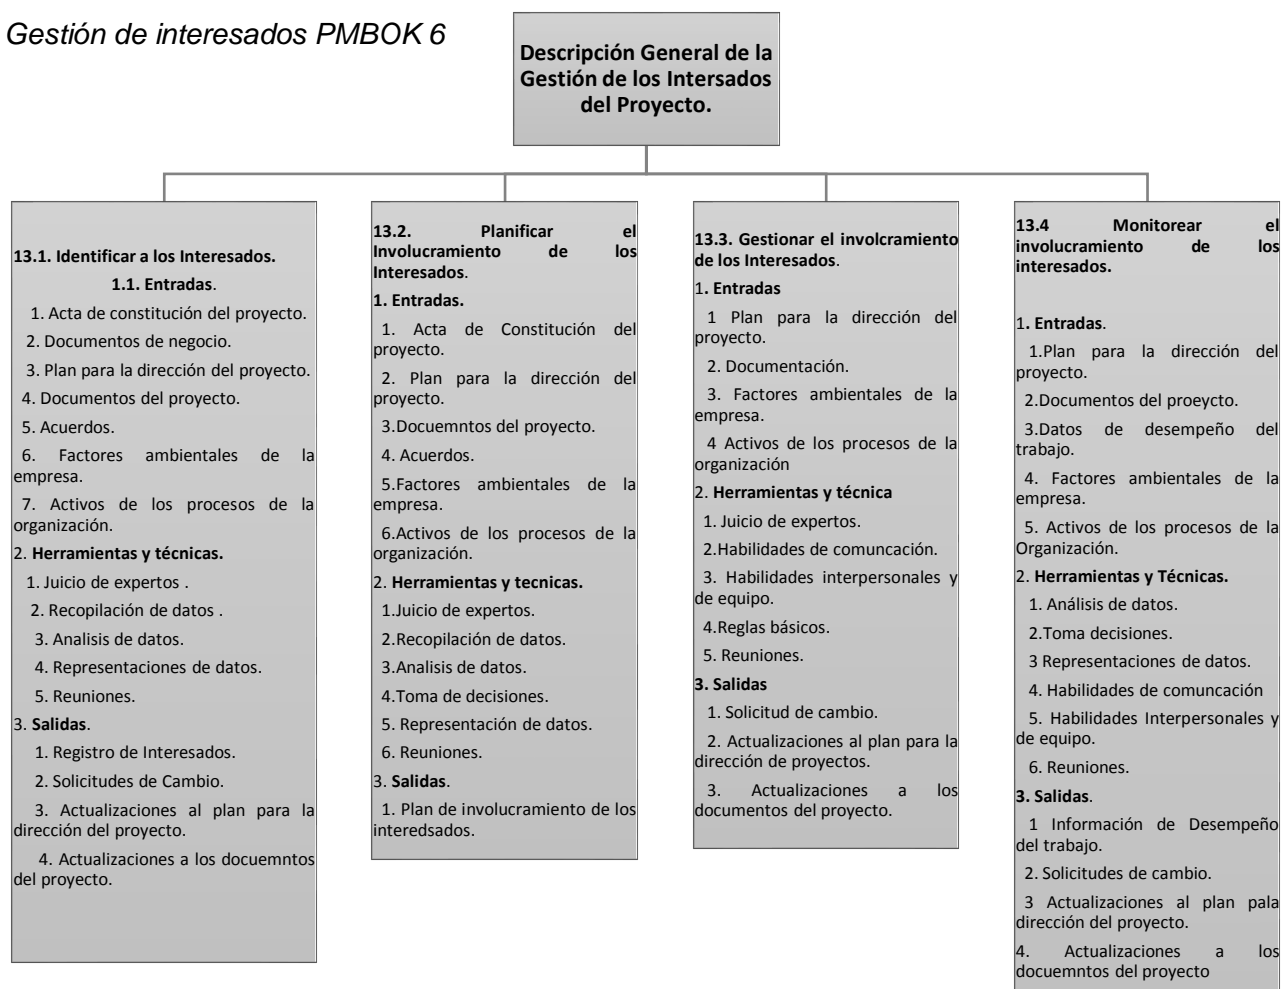 Gestión de interesados PMBOK 6
Descripción General de la
Gestión de los Intersados
del Proyecto.
13.1. Identificar a los Interesados.
1.1. Entradas.
1. Acta de constitución del proyecto.
2. Documentos de negocio.
3. Plan para la dirección del proyecto.
4. Documentos del proyecto.
5. Acuerdos.
6. Factores ambientales de la
empresa.
7. Activos de los procesos de la
organización.
2. Herramientas y técnicas.
1. Juicio de expertos .
2. Recopilación de datos .
3. Analisis de datos.
4. Representaciones de datos.
5. Reuniones.
3. Salidas.
1. Registro de Interesados.
2. Solicitudes de Cambio.
3. Actualizaciones al plan para la
dirección del proyecto.
4. Actualizaciones a los docuemntos
del proyecto.
13.2. Planificar el
Involucramiento de los
Interesados.
1. Entradas.
1. Acta de Constitución del
proyecto.
2. Plan para la dirección del
proyecto.
3.Docuemntos del proyecto.
4. Acuerdos.
5.Factores ambientales de la
empresa.
6.Activos de los procesos de la
organización.
2. Herramientas y tecnicas.
1.Juicio de expertos.
2.Recopilación de datos.
3.Analisis de datos.
4.Toma de decisiones.
5. Representación de datos.
6. Reuniones.
3. Salidas.
1. Plan de involucramiento de los
interedsados.
13.3. Gestionar el involcramiento
de los Interesados.
1. Entradas
1 Plan para la dirección del
proyecto.
2. Documentación.
3. Factores ambientales de la
empresa.
4 Activos de los procesos de la
organización
2. Herramientas y técnica
1. Juicio de expertos.
2.Habilidades de comuncación.
3. Habilidades interpersonales y
de equipo.
4.Reglas básicos.
5. Reuniones.
3. Salidas
1. Solicitud de cambio.
2. Actualizaciones al plan para la
dirección de proyectos.
3. Actualizaciones a los
documentos del proyecto.
13.4 Monitorear el
involucramiento de los
interesados.
1. Entradas.
1.Plan para la dirección del
proyecto.
2.Documentos del proeycto.
3.Datos de desempeño del
trabajo.
4. Factores ambientales de la
empresa.
5. Activos de los procesos de la
Organización.
2. Herramientas y Técnicas.
1. Análisis de datos.
2.Toma decisiones.
3 Representaciones de datos.
4. Habilidades de comuncación
5. Habilidades Interpersonales y
de equipo.
6. Reuniones.
3. Salidas.
1 Información de Desempeño
del trabajo.
2. Solicitudes de cambio.
3 Actualizaciones al plan pala
dirección del proyecto.
4. Actualizaciones a los
docuemntos del proyecto